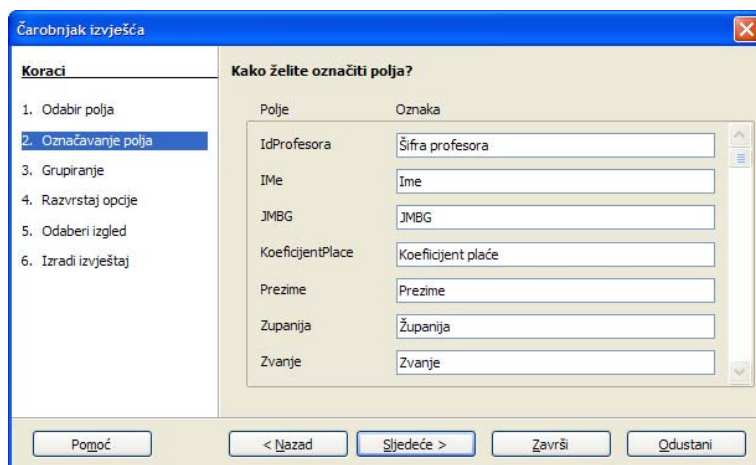 Čarobnjak izvješća
Koraci
1. Odabir polja
2. Označavanje polja
3. Grupiranje
4. Razvrstaj opcije
5. Odaberi izgled
6. Izradi izvještaj
Kako želite označiti polja?
Polje Oznaka
IdProfesora Šifra profesora
IMe Ime
JMBG JMBG
KoeficijentPlace Koefiicijent plaće
Prezime Prezime
Zupanija Županija
Zvanje Zvanje
Pomoć < Nazad Sljedeće > Završi Odustani